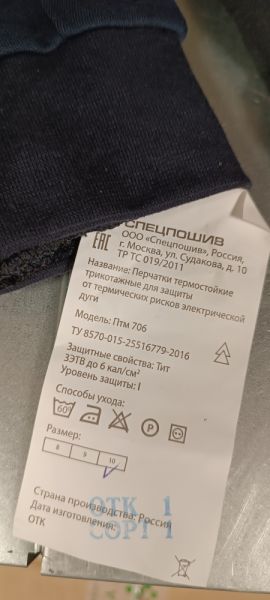 СПЕЦПОШИВ
ООО «Спецпошив», Россия,
г. Москва, ул. Судакова, д. 10
ТР ТС 019/2011
EAC
Название: Перчатки термостойкие
трикотажные для защиты
от термических рисков электрической
дуги
Модель: Птм 706
ТУ 8570-015-25516779-2016
Защитные свойства: Тит
ЗЭТВ до 6 кал/см²
Уровень защиты: I
Способы ухода:
60°
P
Размер:
8 9 10
Страна производства: Россия
Дата изготовления:
ОТК
ОТК 1
СОРТ 1